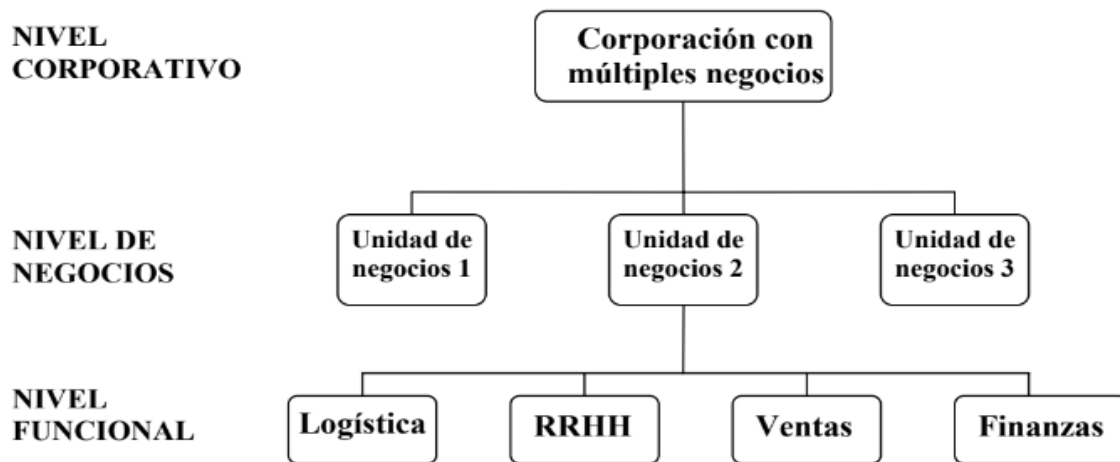 NIVEL
CORPORATIVO
Corporación con
múltiples negocios
NIVEL DE
NEGOCIOS
Unidad de
negocios 1
Unidad de
negocios 2
Unidad de
negocios 3
NIVEL
FUNCIONAL
Logística
RRHH
Ventas
Finanzas